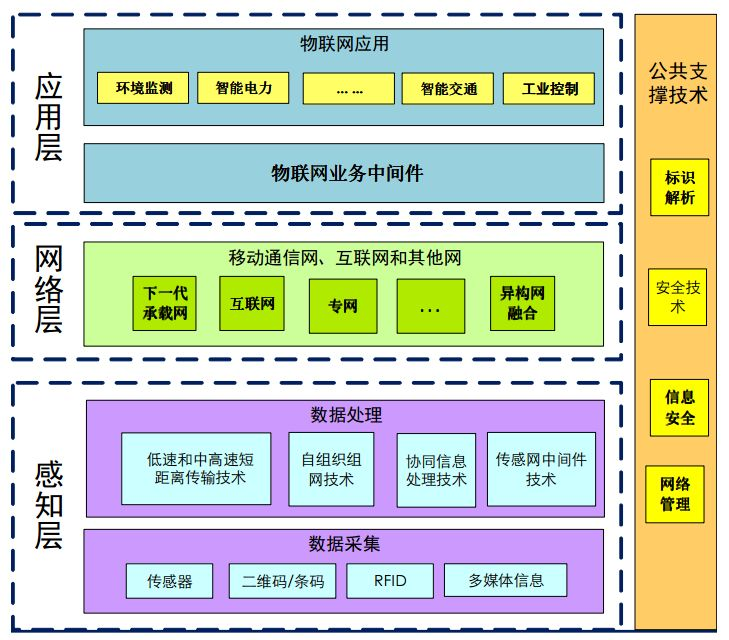 应用层
物联网应用
环境监测
智能电力
... ...
智能交通
工业控制
物联网业务中间件
网络层
移动通信网、互联网和其他网
下一代
承载网
互联网
专网
...
异构网
融合
感知层
数据处理
低速和中高速短
距离传输技术
自组织组
网技术
协同信息
处理技术
传感网中间件
技术
数据采集
传感器
二维码/条码
RFID
多媒体信息
公共支
撑技术
标识
解析
安全技
术
信息
安全
网络
管理